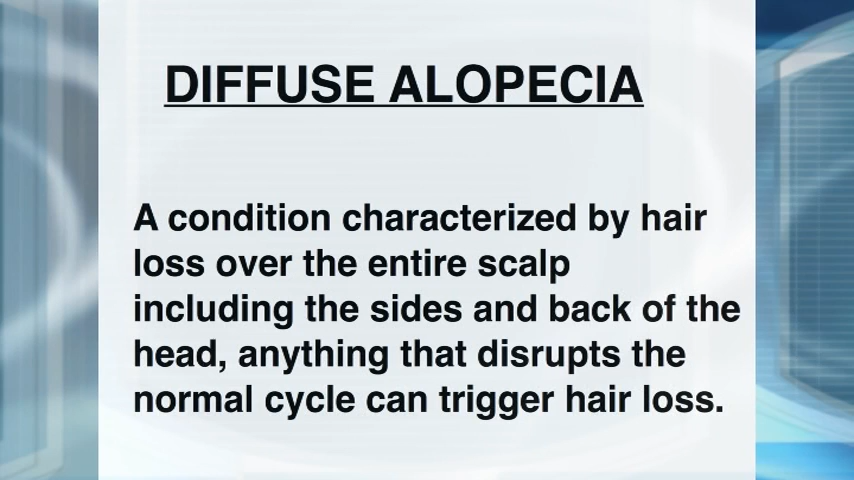 DIFFUSE ALOPECIA
A condition characterized by hair
loss over the entire scalp
including the sides and back of the
head, anything that disrupts the
normal cycle can trigger hair loss.